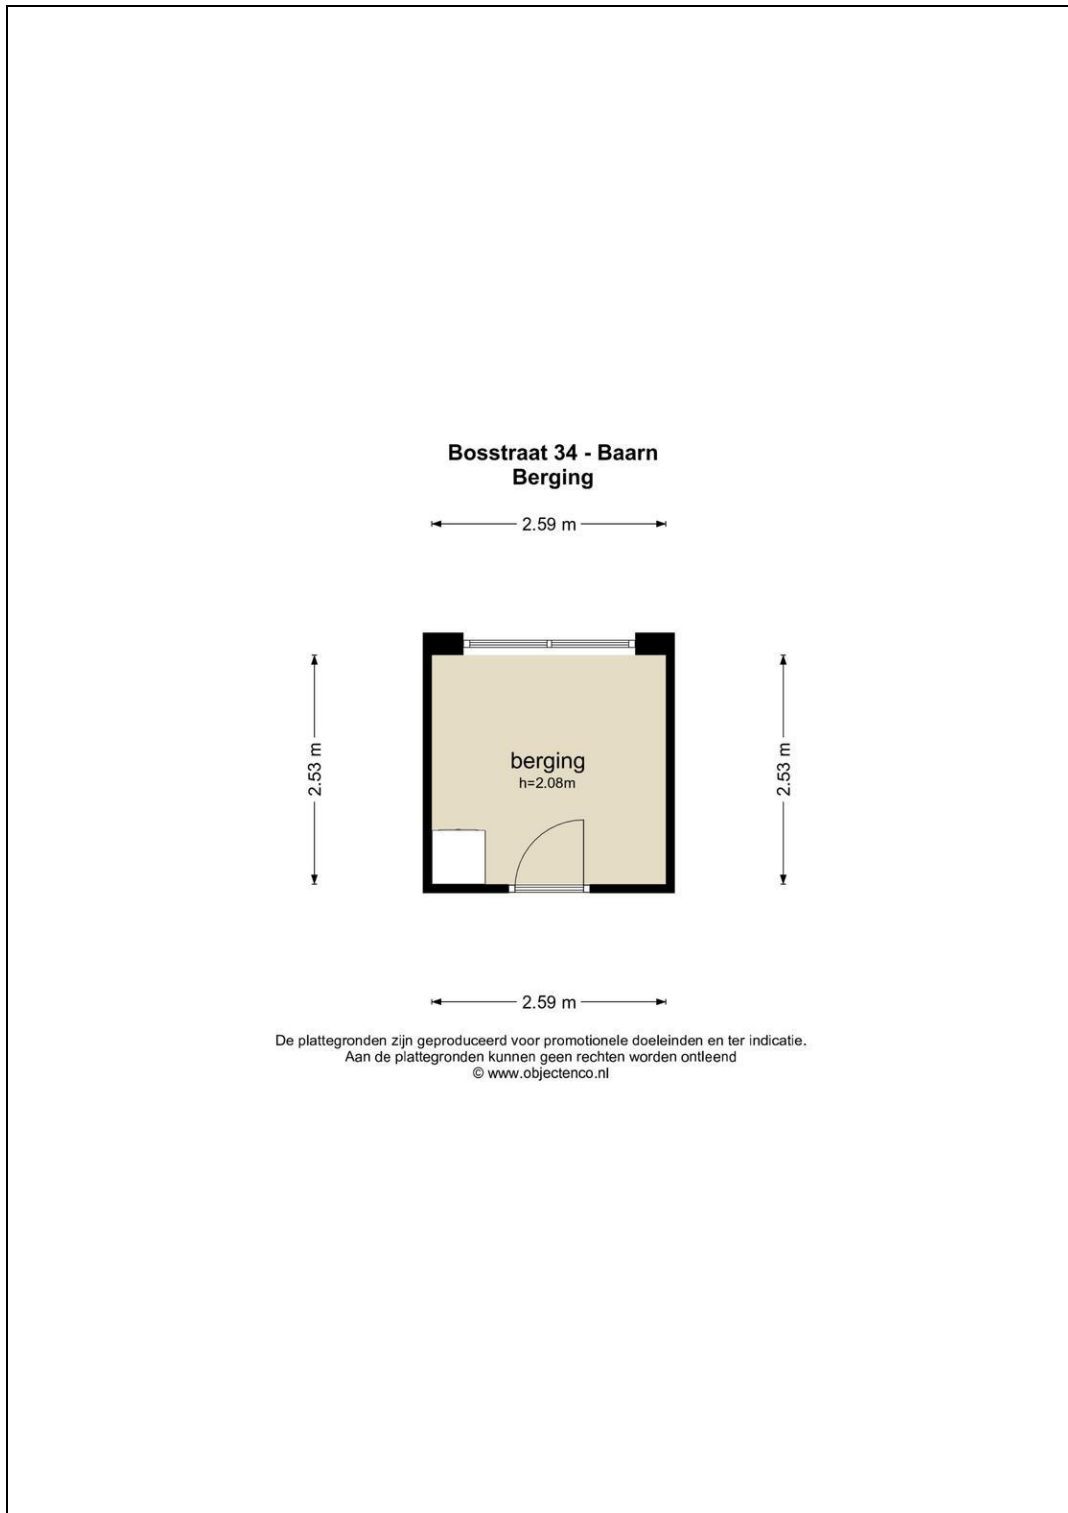 Bosstraat 34 - Baarn
Berging
2.59 m
2.53 m
berging
h=2.08m
2.53 m
2.59 m
De plattegronden zijn geproduceerd voor promotionele doeleinden en ter indicatie.
Aan de plattegronden kunnen geen rechten worden ontleend
© www.objectenco.nl